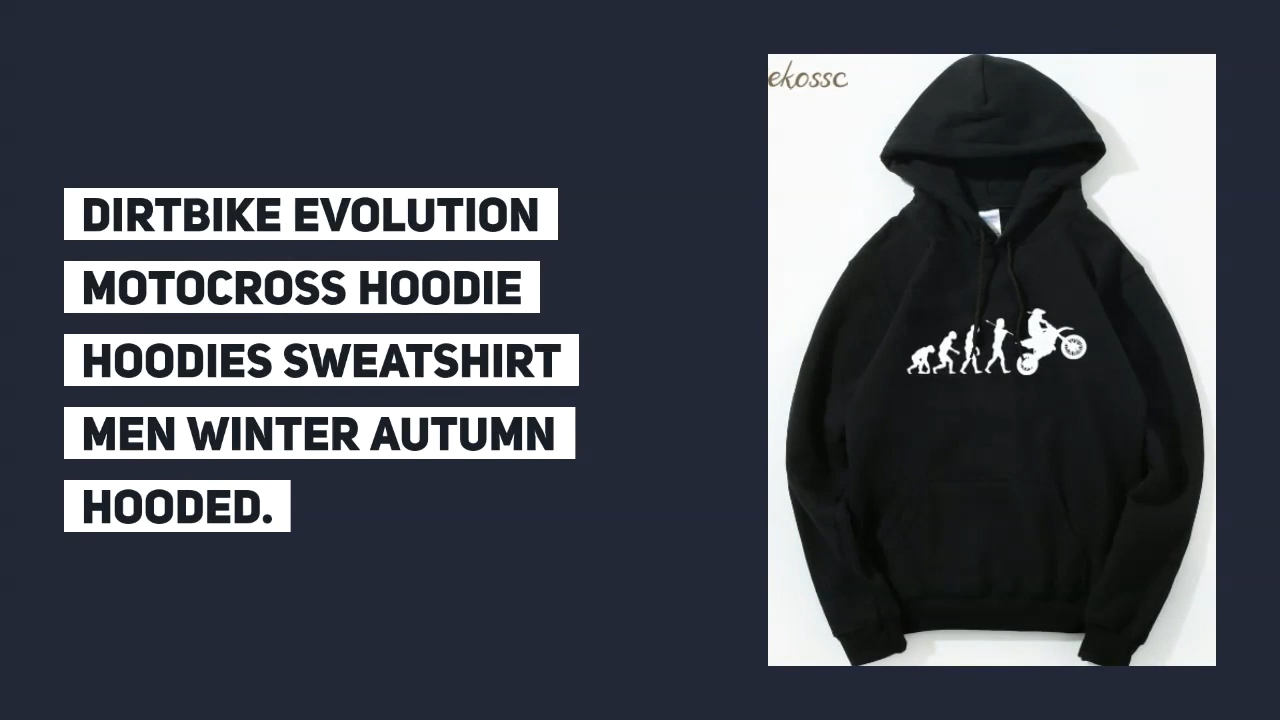 DIRTBIKE EVOLUTION
MOTOCROSS HOODIE
HOODIES SWEATSHIRT
MEN WINTER AUTUMN
HOODED.
ekossc